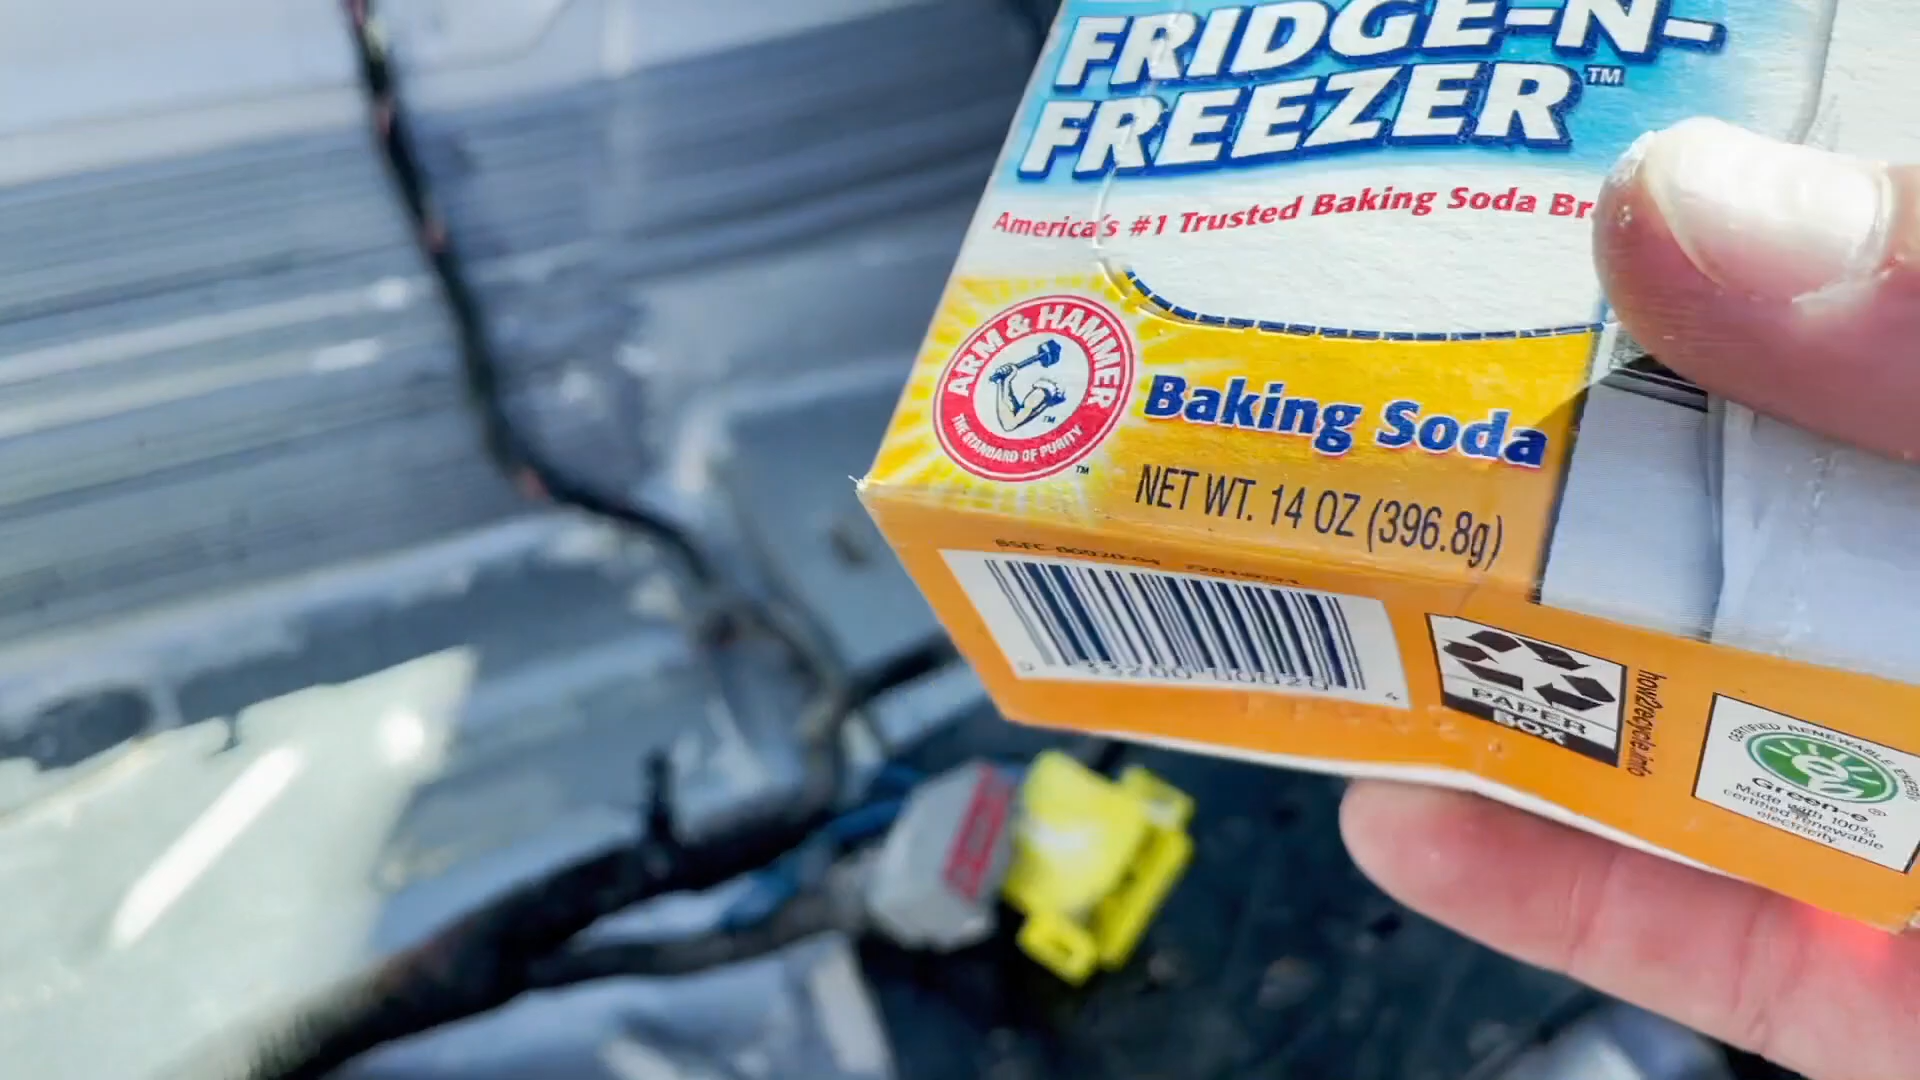 FRIDGE-N-
FREEZER™
America's #1 Trusted Baking Soda
ARM & HAMMER
THE STANDARD OF PURITY
™
Baking Soda
NET WT. 14 OZ (396.8g)
PAPER
BOX
how2recycle.info
CERTIFIED RENEWABLE ENERGY
Green-e®
Made with 100%
certified renewable
electricity.